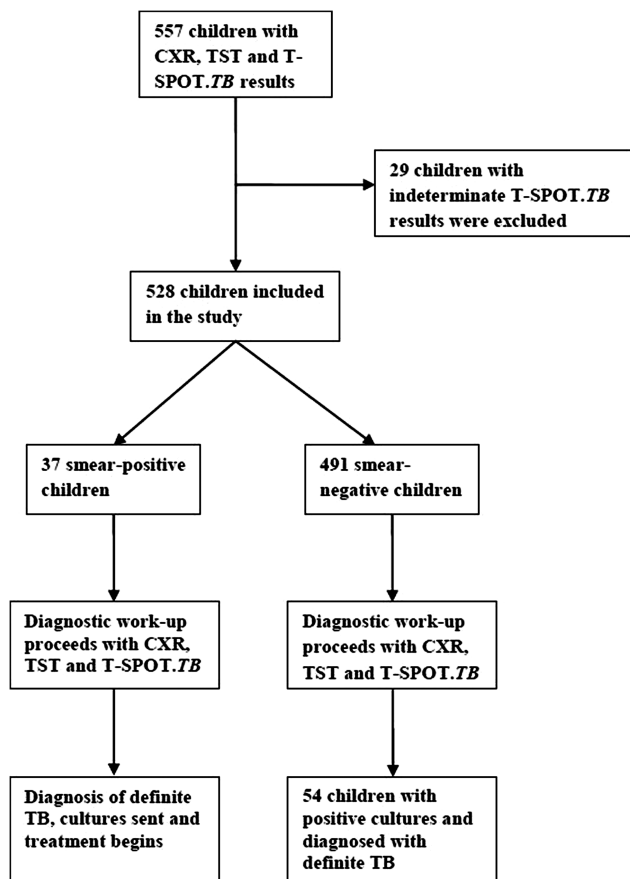 557 children with
CXR, TST and T-
SPOT.TB results
29 children with
indeterminate T-SPOT.TB
results were excluded
528 children included
in the study
37 smear-positive
children
491 smear-
negative children
Diagnostic work-up
proceeds with CXR,
TST and T-SPOT.TB
Diagnostic work-up
proceeds with CXR,
TST and T-SPOT.TB
Diagnosis of definite
TB, cultures sent and
treatment begins
54 children with
positive cultures and
diagnosed with
definite TB